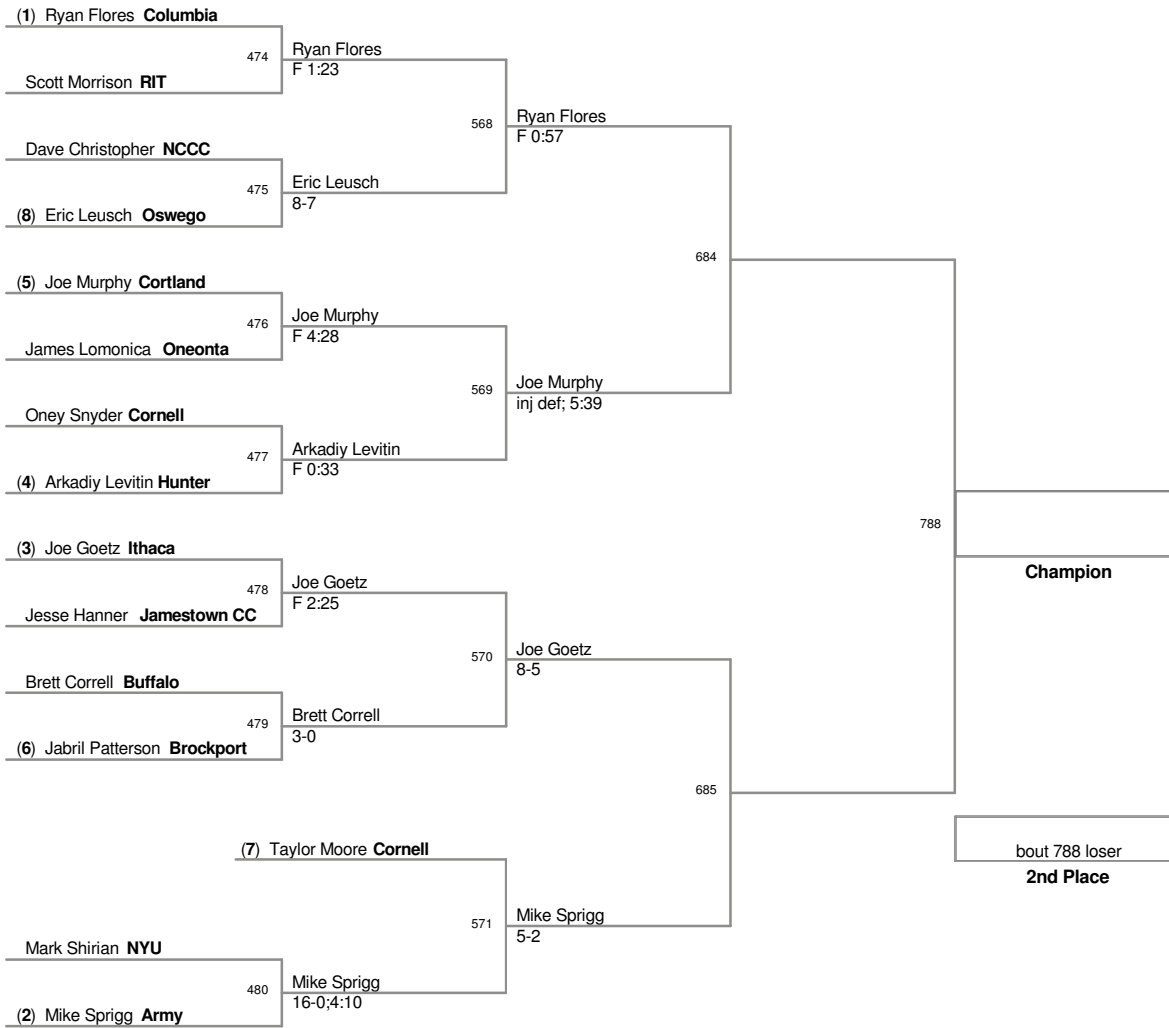 (1) Ryan Flores Columbia
474
Ryan Flores
F 1:23
Scott Morrison RIT
568
Ryan Flores
F 0:57
Dave Christopher NCCC
475
Eric Leusch
8-7
(8) Eric Leusch Oswego
684
(5) Joe Murphy Cortland
476
Joe Murphy
F 4:28
James Lomonica Oneonta
569
Joe Murphy
inj def; 5:39
Oney Snyder Cornell
477
Arkadiy Levitin
F 0:33
(4) Arkadiy Levitin Hunter
788
Champion
(3) Joe Goetz Ithaca
478
Joe Goetz
F 2:25
Jesse Hanner Jamestown CC
570
Joe Goetz
8-5
Brett Correll Buffalo
479
Brett Correll
3-0
(6) Jabril Patterson Brockport
685
(7) Taylor Moore Cornell
bout 788 loser
2nd Place
571
Mike Sprigg
5-2
Mark Shirian NYU
480
Mike Sprigg
16-0;4:10
(2) Mike Sprigg Army